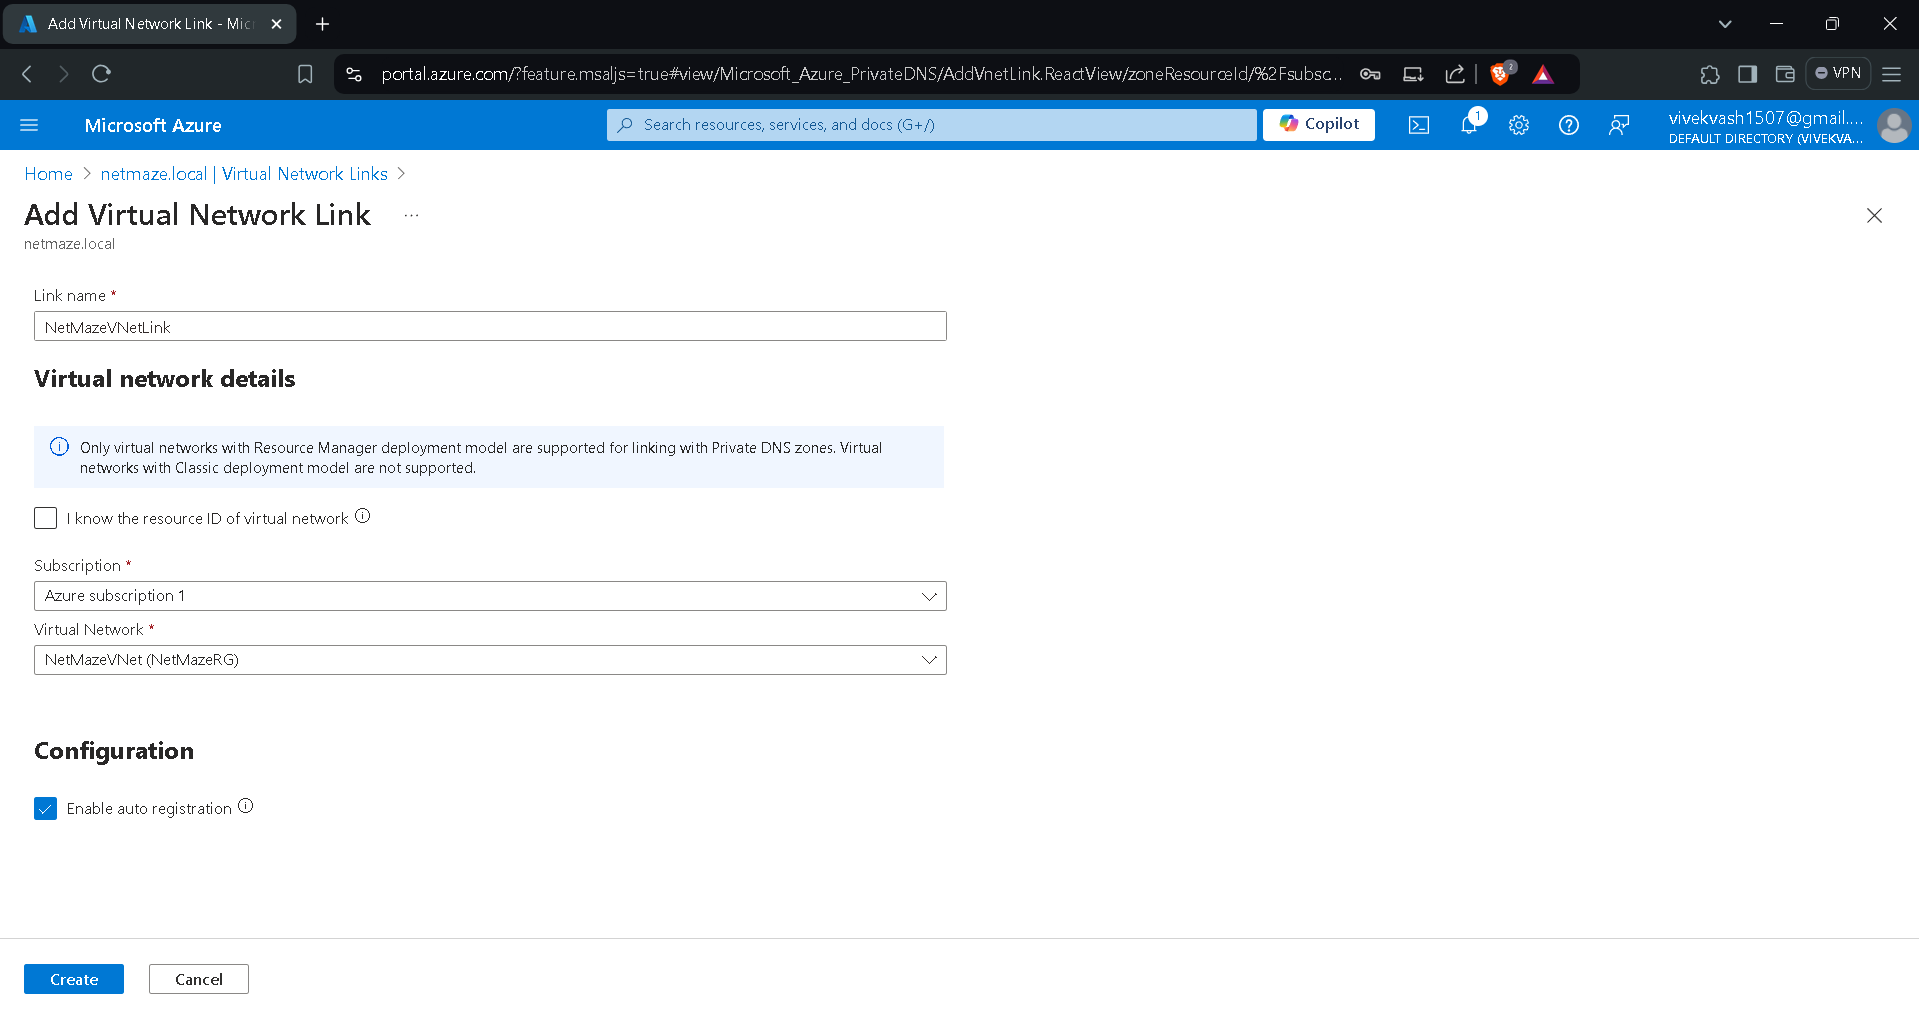 Add Virtual Network Link - Mic
portal.azure.com/?feature.msaljs=true#view/Microsoft_Azure_PrivateDNS/AddVnetLink.ReactView/zoneResourceId/%2Fsubsc...
2
VPN
Microsoft Azure
Search resources, services, and docs (G+/)
Copilot
1
vivekvash1507@gmail....
DEFAULT DIRECTORY (VIVEKVA...
Home > netmaze.local | Virtual Network Links >
Add Virtual Network Link ...
netmaze.local
Link name *
NetMazeVNetLink
Virtual network details
Only virtual networks with Resource Manager deployment model are supported for linking with Private DNS zones. Virtual
networks with Classic deployment model are not supported.
I know the resource ID of virtual network
Subscription *
Azure subscription 1
Virtual Network *
NetMazeVNet (NetMazeRG)
Configuration
Enable auto registration
Create
Cancel